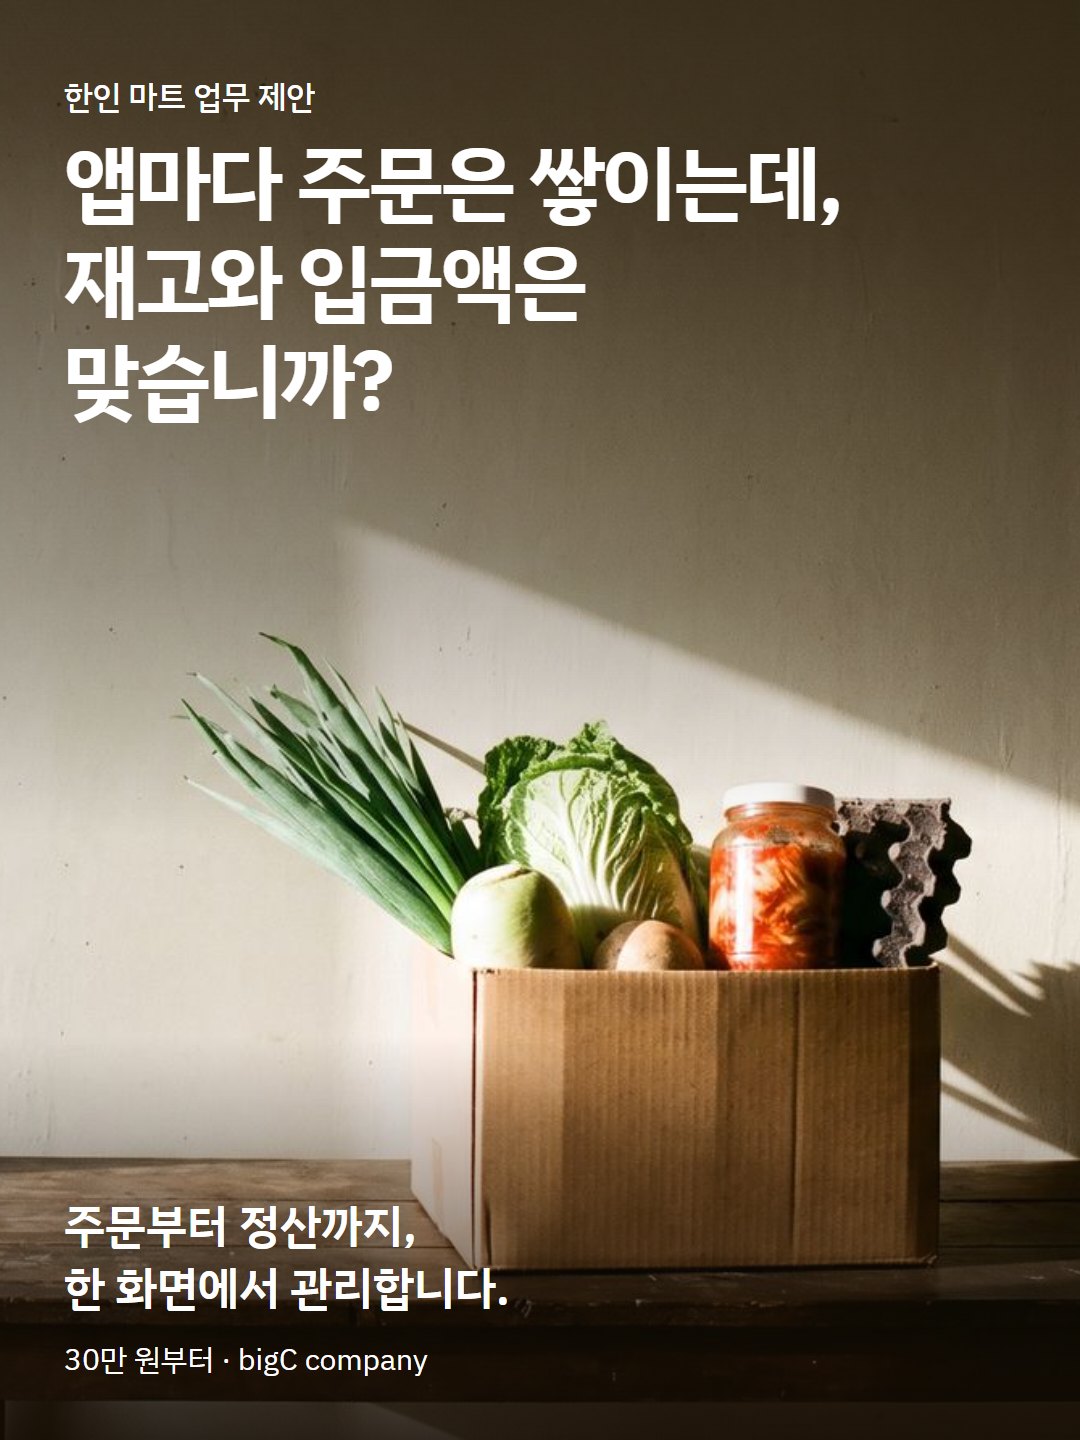 한인 마트 업무 제안
앱마다 주문은 쌓이는데,
재고와 입금액은
맞습니까?
주문부터 정산까지,
한 화면에서 관리합니다.
30만 원부터 · bigC company